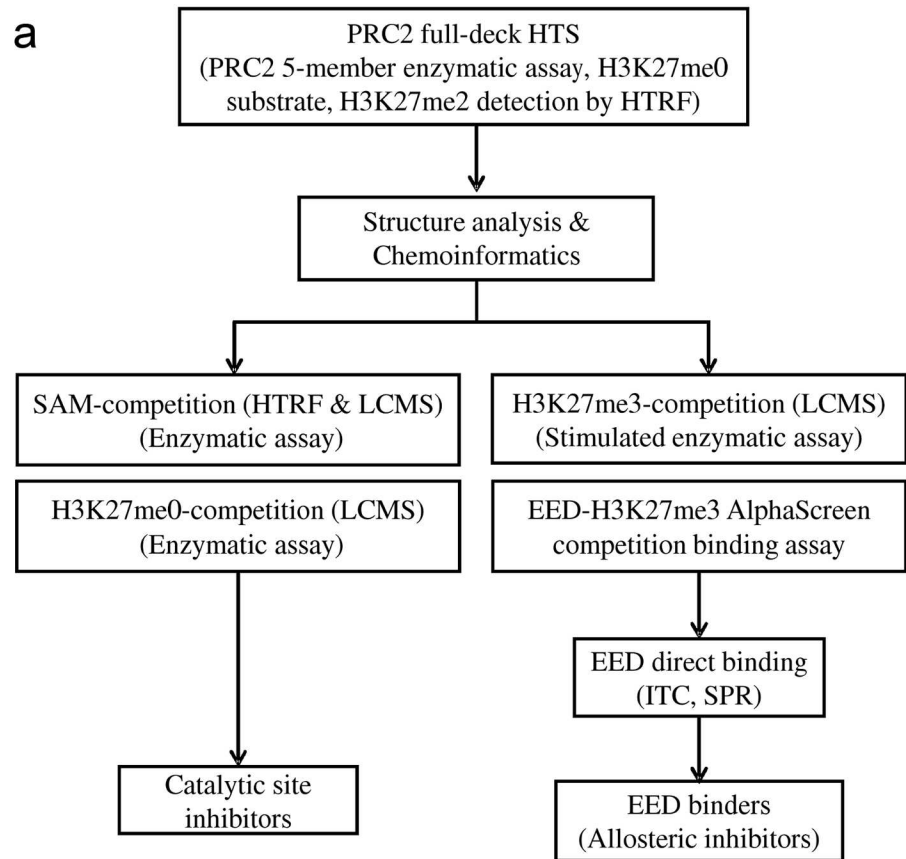 a
PRC2 full-deck HTS
(PRC2 5-member enzymatic assay, H3K27me0
substrate, H3K27me2 detection by HTRF)
Structure analysis &
Chemoinformatics
SAM-competition (HTRF & LCMS)
(Enzymatic assay)
H3K27me0-competition (LCMS)
(Enzymatic assay)
Catalytic site
inhibitors
H3K27me3-competition (LCMS)
(Stimulated enzymatic assay)
EED-H3K27me3 AlphaScreen
competition binding assay
EED direct binding
(ITC, SPR)
EED binders
(Allosteric inhibitors)